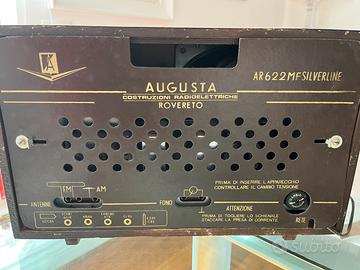 AUGUSTA
AR622MF SILVERLINE
COSTRUZIONI RADIOELETTRICHE
ROVERETO
FM
AM
FONO
PRIMA DI INSERIRE L'APPARECCHIO
CONTROLLARE IL CAMBIO TENSIONE
ANTENNE
ATTENZIONE
PRIMA DI TOGLIERE LO SCHIENALE
STACCARE LA PRESA DI CORRENTE
RETE
subito